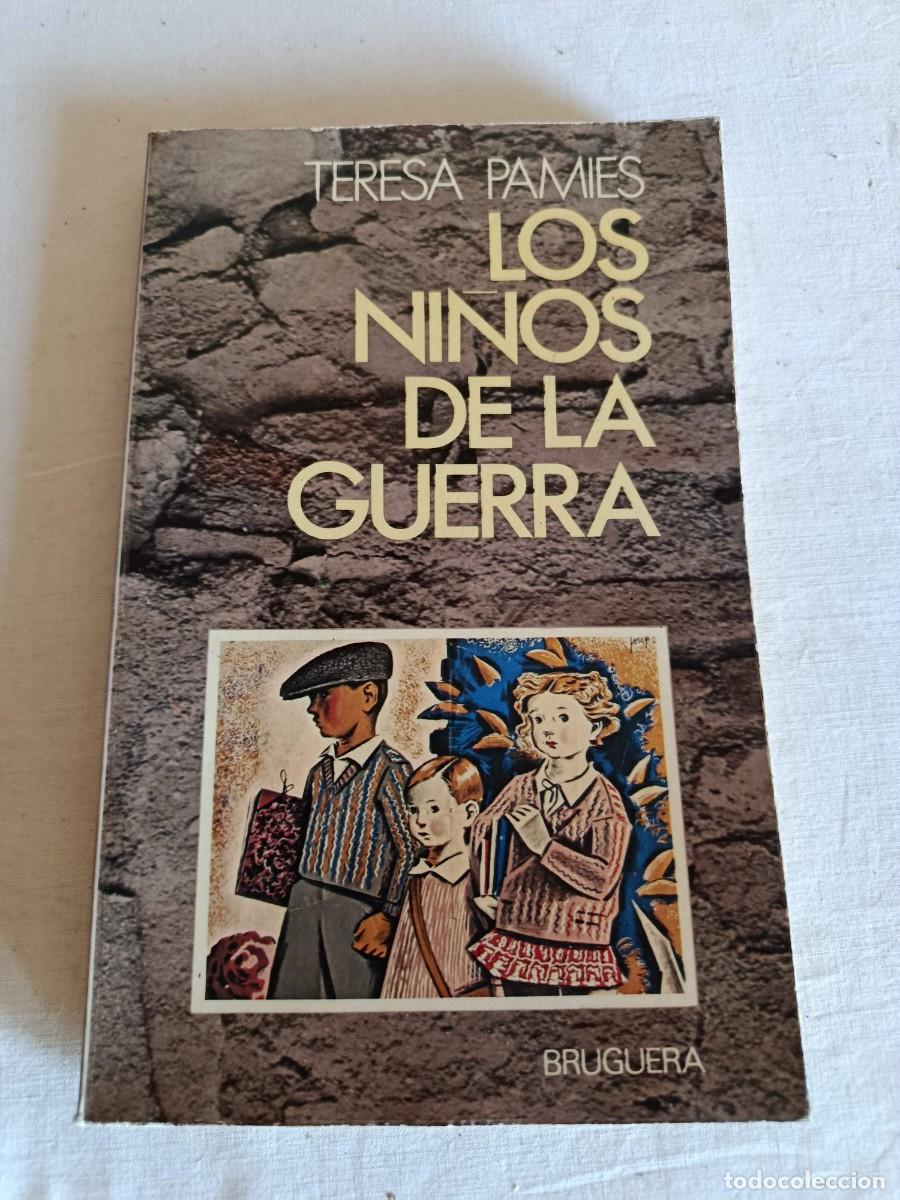 TERESA PAMIES
LOS
NIÑOS
DE LA
GUERRA
BRUGUERA
todocoleccion